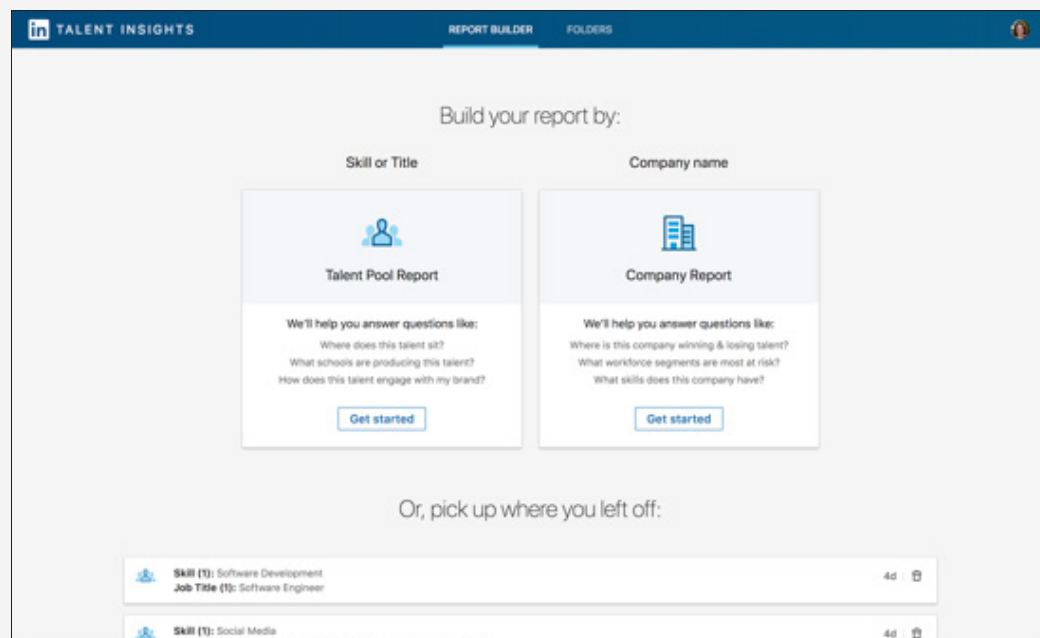 in TALENT INSIGHTS
REPORT BUILDER
FOLDERS
Build your report by:
Skill or Title
Company name
Talent Pool Report
We'll help you answer questions like:
Where does this talent sit?
What schools are producing this talent?
How does this talent engage with my brand?
Get started
Company Report
We'll help you answer questions like:
Where is this company winning & losing talent?
What workforce segments are most at risk?
What skills does this company have?
Get started
Or, pick up where you left off:
Skill (1): Software Development
Job Title (1): Software Engineer
4d
Skill (1): Social Media
4d